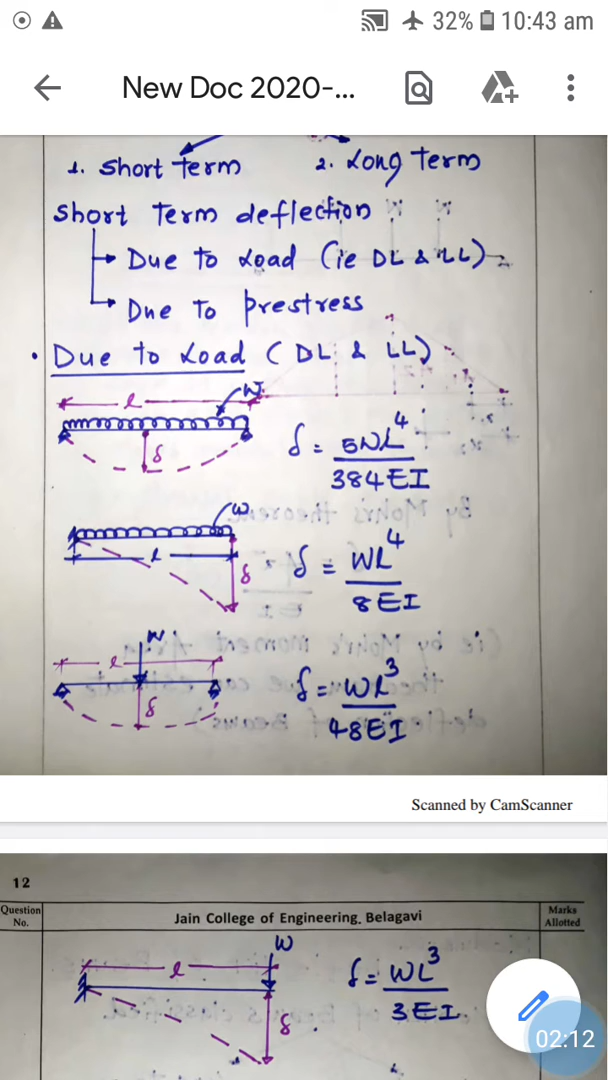 32% 10:43 am
New Doc 2020-...
1. Short Term 2. Long Term
Short Term deflection
Due to Load (ie DL & LL)
Due To prestress
• Due to Load (DL & LL)
l W
δ
δ = 5WL⁴
384EI
w
l δ
δ = WL⁴
8EI
W
l
δ
δ = WL³
48EI
Scanned by CamScanner
12
Question
No.
Jain College of Engineering, Belagavi
Marks
Allotted
W
l
δ
δ = WL³
3EI
02:12